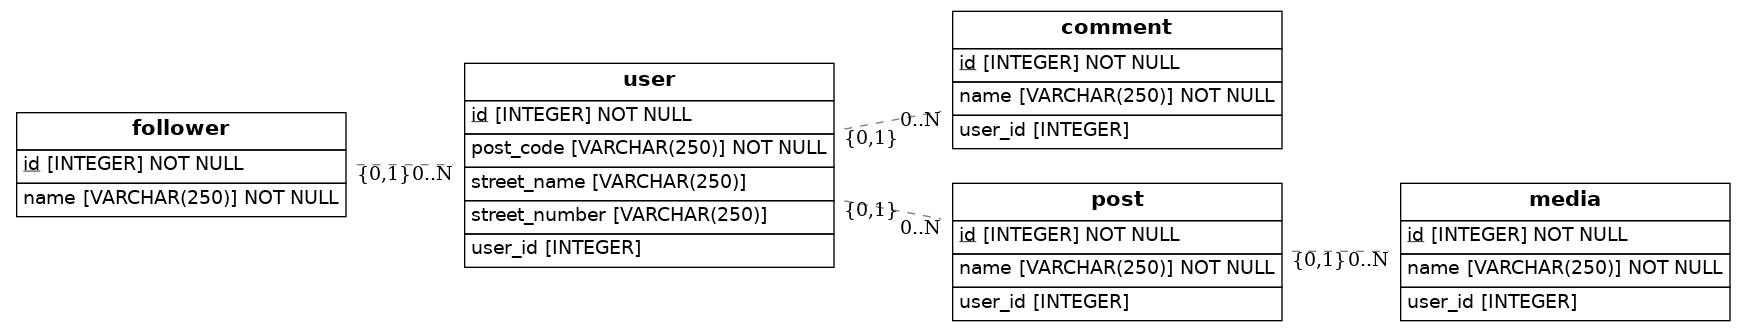 follower
id [INTEGER] NOT NULL
name [VARCHAR(250)] NOT NULL
{0,1}
0..N
user
id [INTEGER] NOT NULL
post_code [VARCHAR(250)] NOT NULL
street_name [VARCHAR(250)]
street_number [VARCHAR(250)]
user_id [INTEGER]
{0,1}
0..N
{0,1}
0..N
comment
id [INTEGER] NOT NULL
name [VARCHAR(250)] NOT NULL
user_id [INTEGER]
post
id [INTEGER] NOT NULL
name [VARCHAR(250)] NOT NULL
user_id [INTEGER]
{0,1}
0..N
media
id [INTEGER] NOT NULL
name [VARCHAR(250)] NOT NULL
user_id [INTEGER]